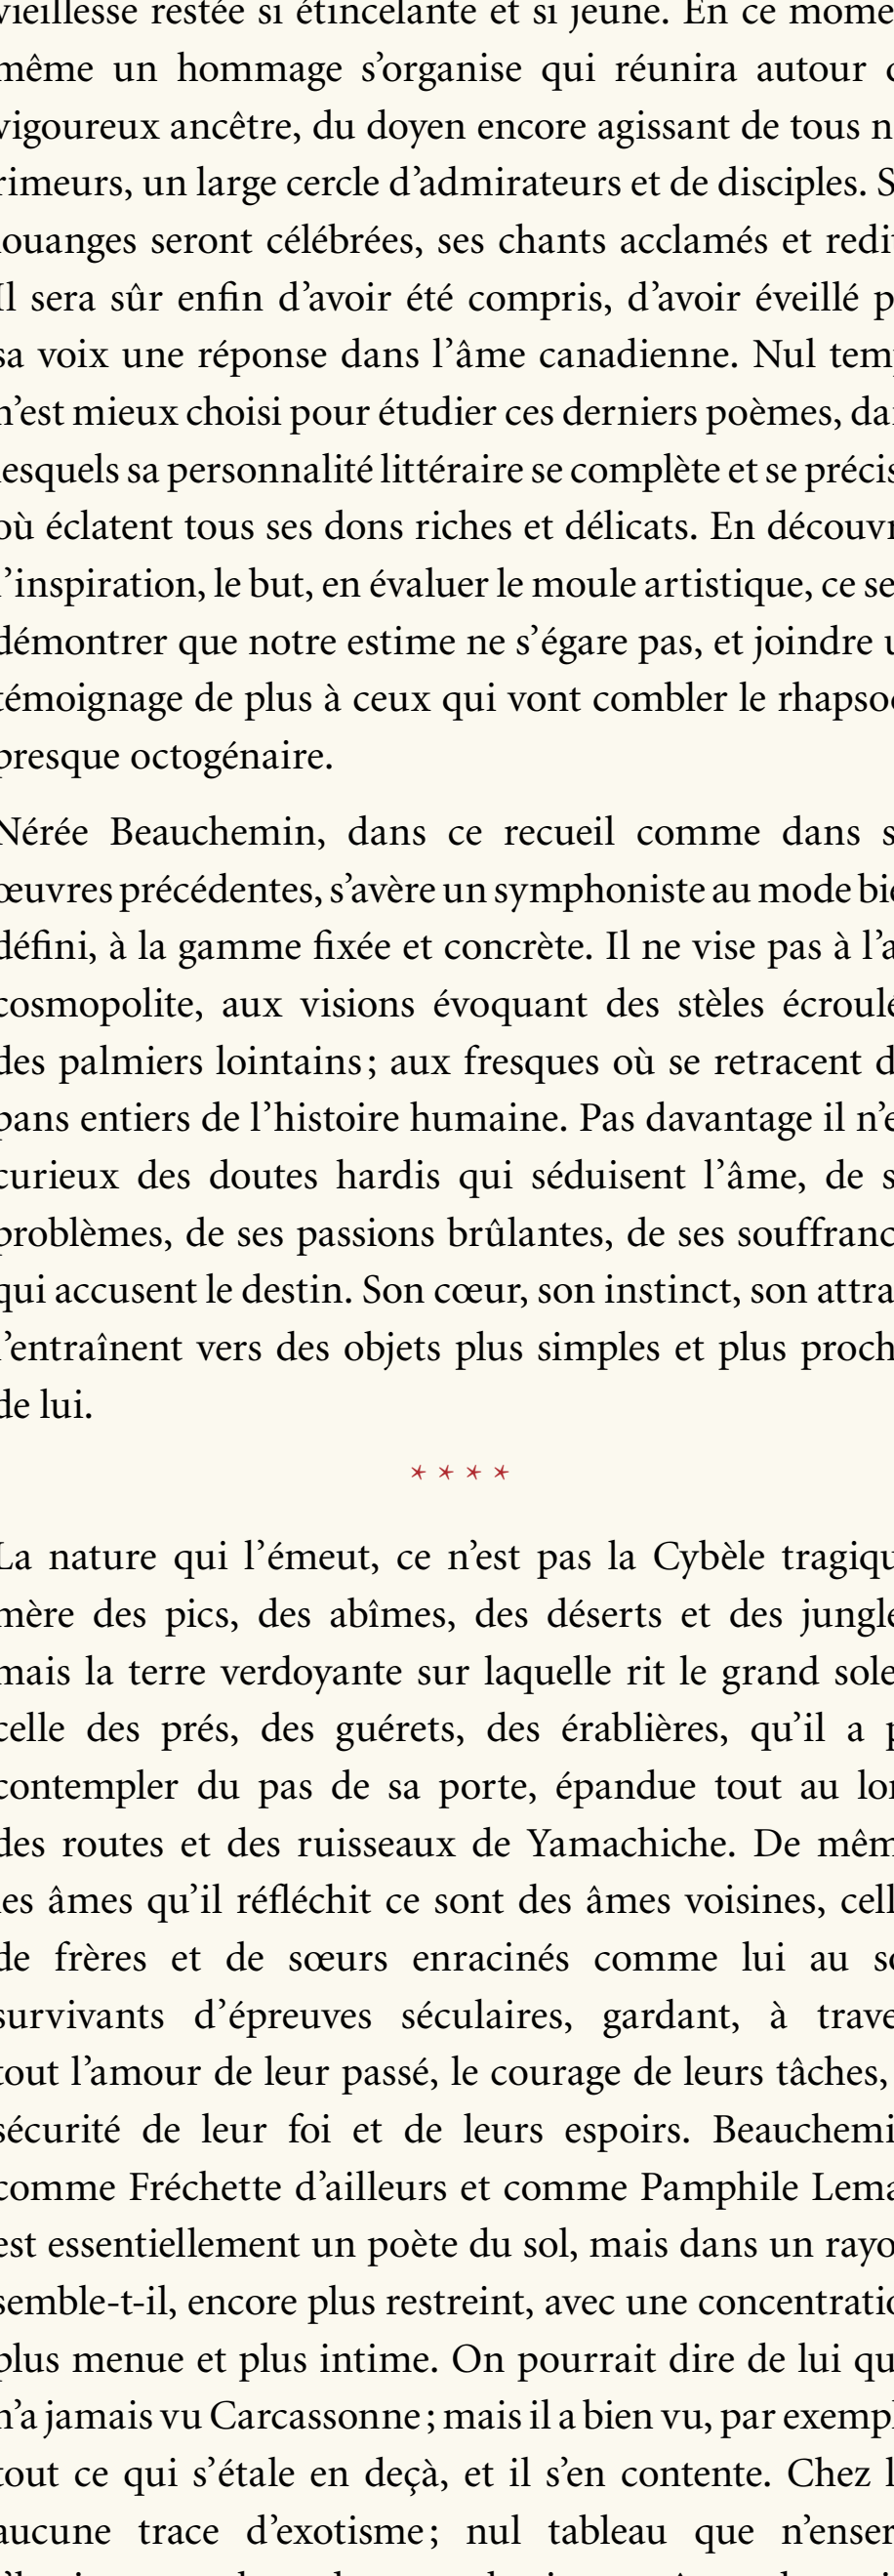 vieillesse restée si étincelante et si jeune. En ce mome
même un hommage s’organise qui réunira autour d
vigoureux ancêtre, du doyen encore agissant de tous n
rimeurs, un large cercle d’admirateurs et de disciples. S
louanges seront célébrées, ses chants acclamés et redit
Il sera sûr enfin d’avoir été compris, d’avoir éveillé p
sa voix une réponse dans l’âme canadienne. Nul temp
n’est mieux choisi pour étudier ces derniers poèmes, dan
lesquels sa personnalité littéraire se complète et se précis
où éclatent tous ses dons riches et délicats. En découvr
l’inspiration, le but, en évaluer le moule artistique, ce se
démontrer que notre estime ne s’égare pas, et joindre u
témoignage de plus à ceux qui vont combler le rhapsod
presque octogénaire.
Nérée Beauchemin, dans ce recueil comme dans s
œuvres précédentes, s’avère un symphoniste au mode bie
défini, à la gamme fixée et concrète. Il ne vise pas à l’a
cosmopolite, aux visions évoquant des stèles écroulé
des palmiers lointains ; aux fresques où se retracent d
pans entiers de l’histoire humaine. Pas davantage il n’e
curieux des doutes hardis qui séduisent l’âme, de s
problèmes, de ses passions brûlantes, de ses souffranc
qui accusent le destin. Son cœur, son instinct, son attra
l’entraînent vers des objets plus simples et plus proch
de lui.
* * * *
La nature qui l’émeut, ce n’est pas la Cybèle tragiqu
mère des pics, des abîmes, des déserts et des jungle
mais la terre verdoyante sur laquelle rit le grand sole
celle des prés, des guérets, des érablières, qu’il a p
contempler du pas de sa porte, épandue tout au lon
des routes et des ruisseaux de Yamachiche. De mêm
les âmes qu’il réfléchit ce sont des âmes voisines, cell
de frères et de sœurs enracinés comme lui au so
survivants d’épreuves séculaires, gardant, à trave
tout l’amour de leur passé, le courage de leurs tâches,
sécurité de leur foi et de leurs espoirs. Beauchemi
comme Fréchette d’ailleurs et comme Pamphile Lema
est essentiellement un poète du sol, mais dans un rayo
semble-t-il, encore plus restreint, avec une concentratio
plus menue et plus intime. On pourrait dire de lui qu
n’a jamais vu Carcassonne ; mais il a bien vu, par exempl
tout ce qui s’étale en deçà, et il s’en contente. Chez l
aucune trace d’exotisme ; nul tableau que n’enser